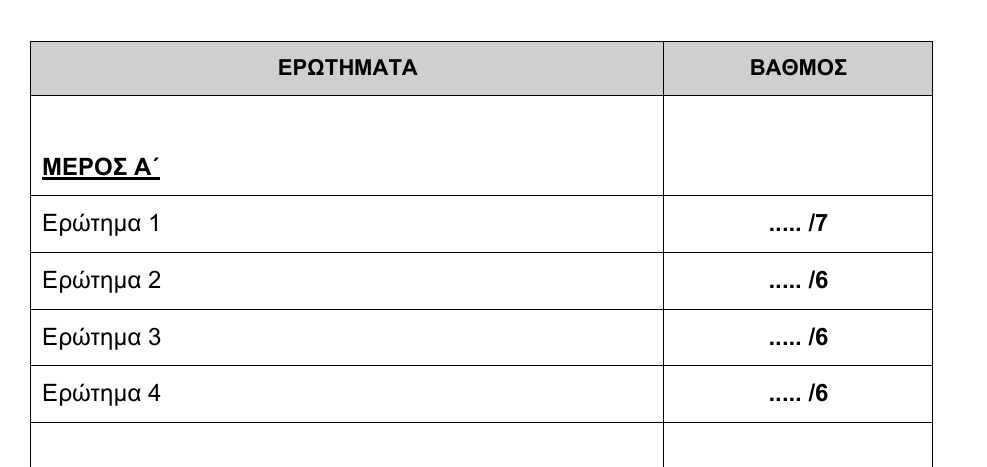 ΕΡΩΤΗΜΑΤΑ ΒΑΘΜΟΣ
ΜΕΡΟΣ Α΄
Ερώτημα 1 ..... /7
Ερώτημα 2 ..... /6
Ερώτημα 3 ..... /6
Ερώτημα 4 ..... /6